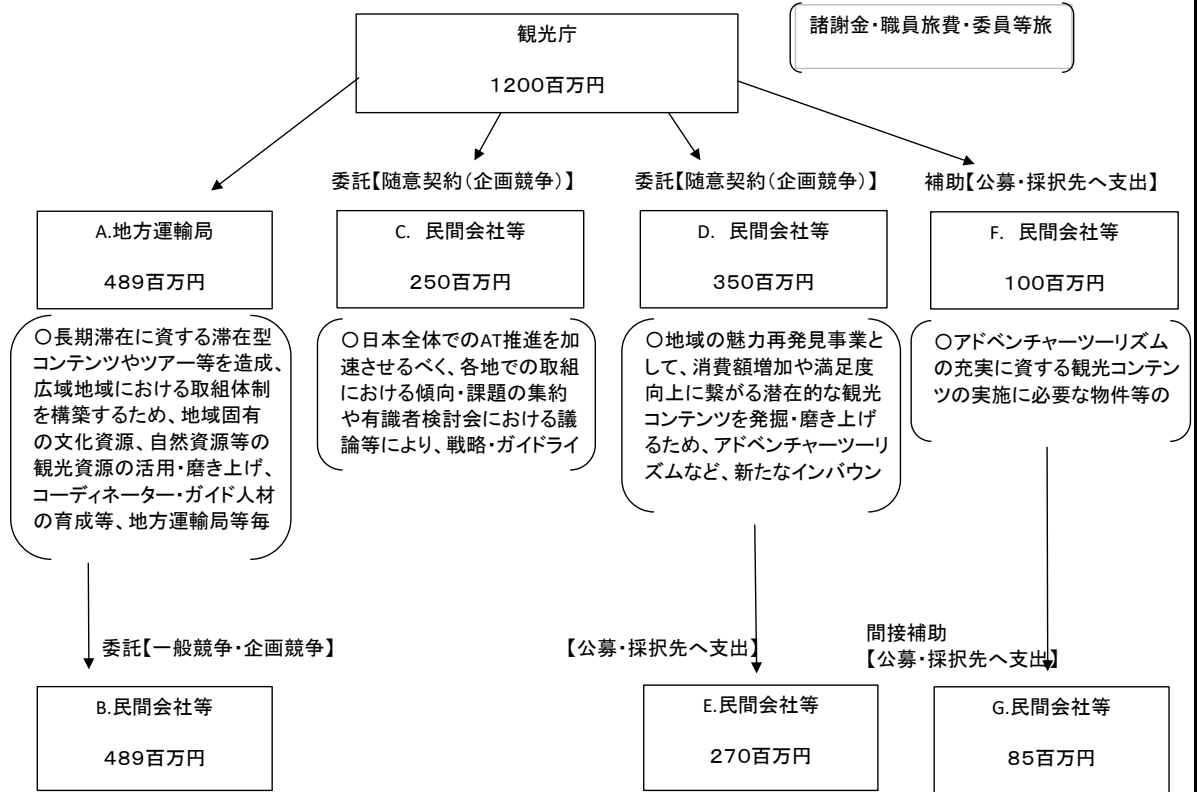 観光庁
1200百万円
諸謝金・職員旅費・委員等旅
委託【随意契約（企画競争）】
委託【随意契約（企画競争）】
補助【公募・採択先へ支出】
A.地方運輸局
489百万円
C. 民間会社等
250百万円
D. 民間会社等
350百万円
F. 民間会社等
100百万円
○長期滞在に資する滞在型
コンテンツやツアー等を造成、
広域地域における取組体制
を構築するため、地域固有
の文化資源、自然資源等の
観光資源の活用・磨き上げ、
コーディネーター・ガイド人材
の育成等、地方運輸局等毎
○日本全体でのAT推進を加
速させるべく、各地での取組
における傾向・課題の集約
や有識者検討会における議
論等により、戦略・ガイドライ
○地域の魅力再発見事業と
して、消費額増加や満足度
向上に繋がる潜在的な観光
コンテンツを発掘・磨き上げ
るため、アドベンチャーツーリ
ズムなど、新たなインバウン
○アドベンチャーツーリズム
の充実に資する観光コンテン
ツの実施に必要な物件等の
委託【一般競争・企画競争】
【公募・採択先へ支出】
間接補助
【公募・採択先へ支出】
B.民間会社等
489百万円
E.民間会社等
270百万円
G.民間会社等
85百万円